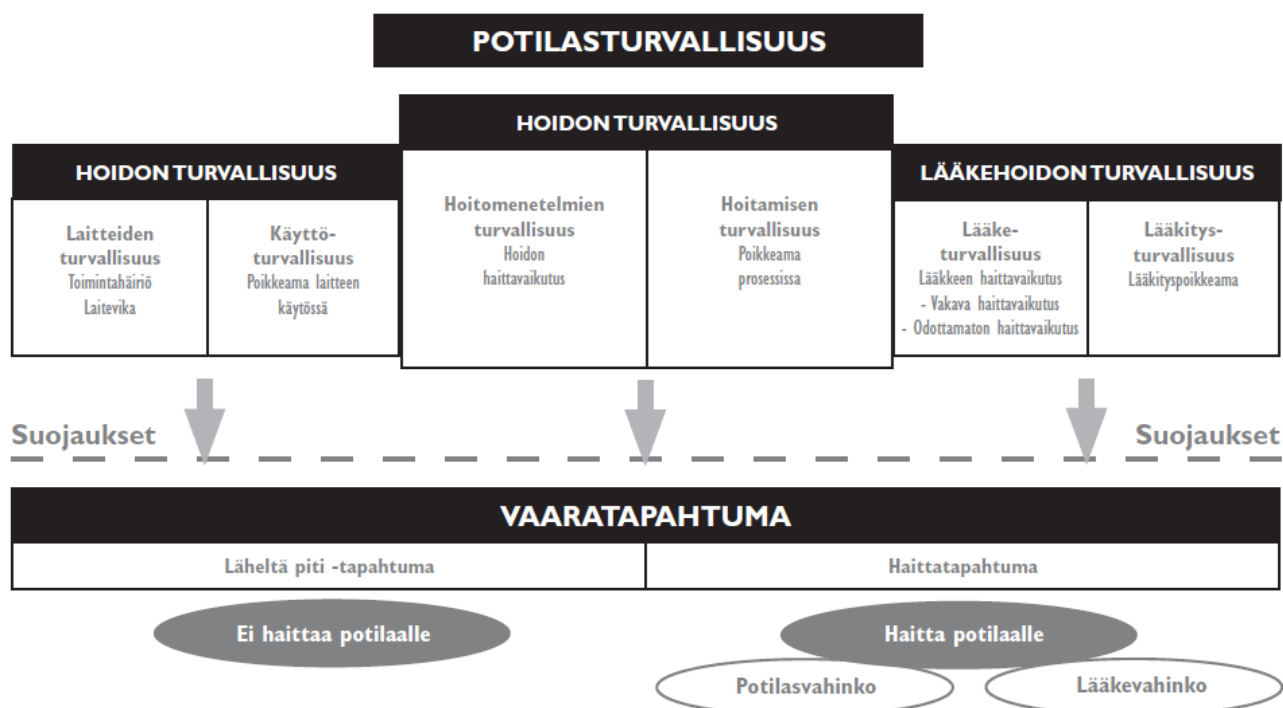 POTILASTURVALLISUUS
HOIDON TURVALLISUUS
HOIDON TURVALLISUUS
LÄÄKEHOIDON TURVALLISUUS
Laitteiden
turvallisuus
Toimintahäiriö
Laitevika
Käyttö-
turvallisuus
Poikkeama laitteen
käytössä
Hoitomenetelmien
turvallisuus
Hoidon
haittavaikutus
Hoitamisen
turvallisuus
Poikkeama
prosessissa
Lääke-
turvallisuus
Lääkkeen haittavaikutus
- Vakava haittavaikutus
- Odottamaton haittavaikutus
Lääkitys-
turvallisuus
Lääkityspoikkeama
Suojaukset
Suojaukset
VAARATAPAHTUMA
Läheltä piti -tapahtuma
Haittatapahtuma
Ei haittaa potilaalle
Haitta potilaalle
Potilasvahinko
Lääkevahinko